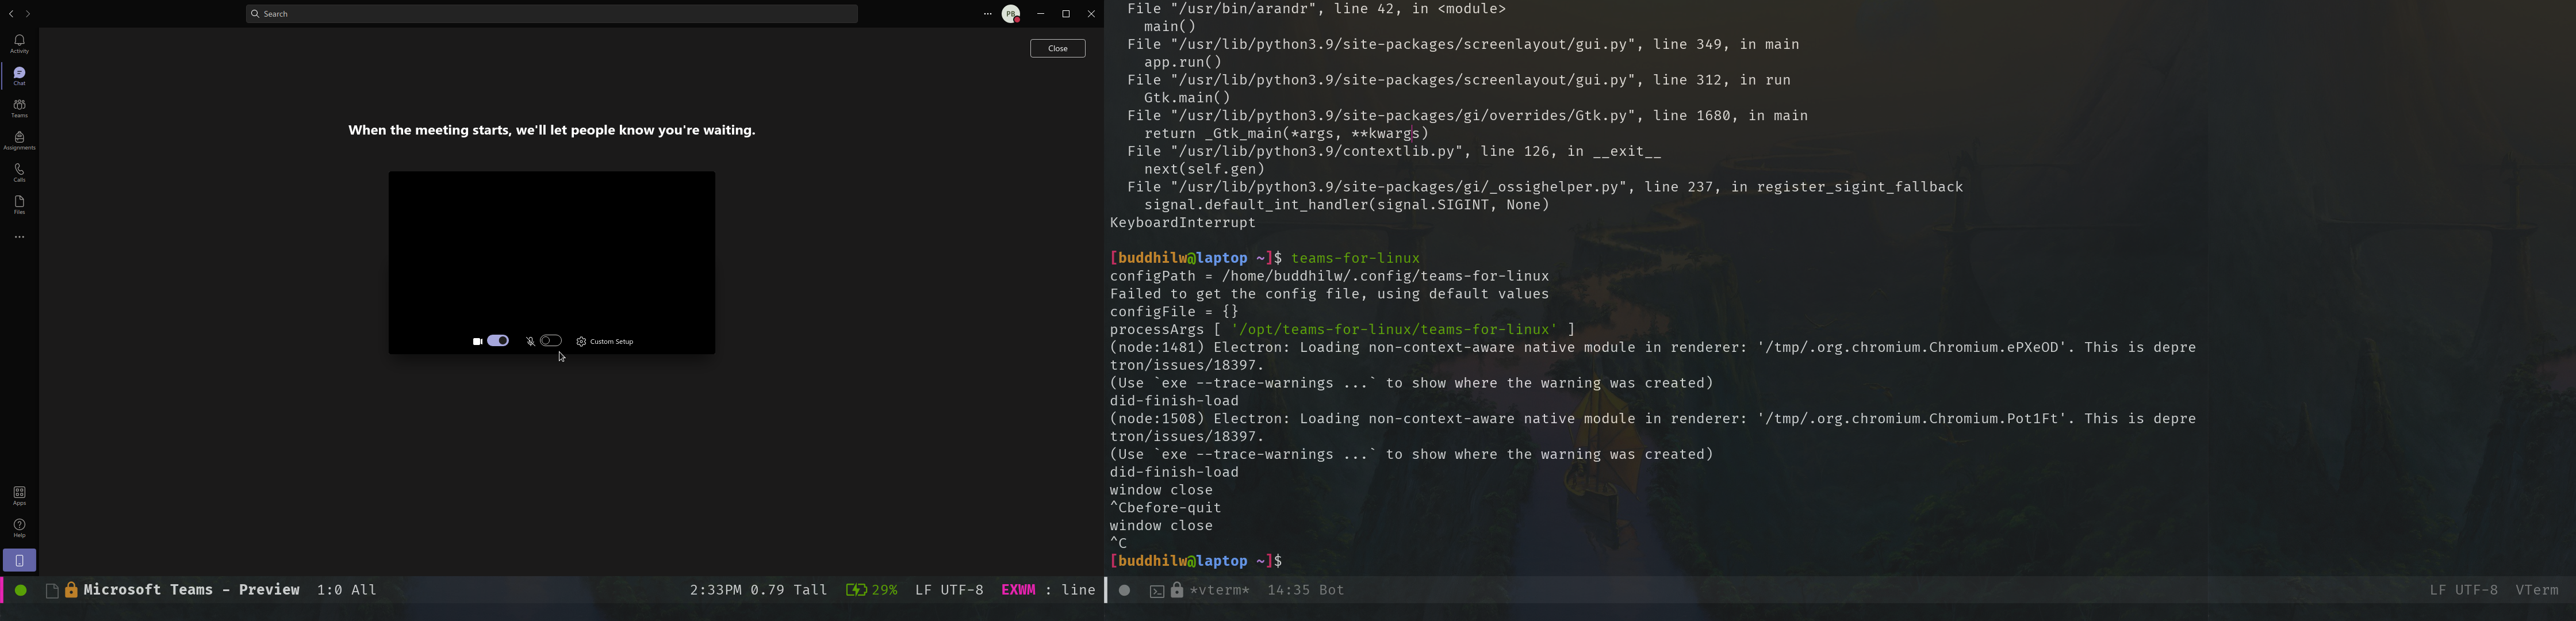 Search
PB
Activity
Chat
Teams
Assignments
Calls
Files
Apps
Help
Close
When the meeting starts, we'll let people know you're waiting.
Custom Setup
Microsoft Teams - Preview 1:0 All 2:33PM 0.79 Tall 29% LF UTF-8 EXWM : line
File "/usr/bin/arandr", line 42, in <module>
main()
File "/usr/lib/python3.9/site-packages/screenlayout/gui.py", line 349, in main
app.run()
File "/usr/lib/python3.9/site-packages/screenlayout/gui.py", line 312, in run
Gtk.main()
File "/usr/lib/python3.9/site-packages/gi/overrides/Gtk.py", line 1680, in main
return _Gtk_main(*args, **kwargs)
File "/usr/lib/python3.9/contextlib.py", line 126, in __exit__
next(self.gen)
File "/usr/lib/python3.9/site-packages/gi/_ossighelper.py", line 237, in register_sigint_fallback
signal.default_int_handler(signal.SIGINT, None)
KeyboardInterrupt
[buddhilw@laptop ~]$ teams-for-linux
configPath = /home/buddhilw/.config/teams-for-linux
Failed to get the config file, using default values
configFile = {}
processArgs [ '/opt/teams-for-linux/teams-for-linux' ]
(node:1481) Electron: Loading non-context-aware native module in renderer: '/tmp/.org.chromium.Chromium.ePXeOD'. This is depre
tron/issues/18397.
(Use `exe --trace-warnings ...` to show where the warning was created)
did-finish-load
(node:1508) Electron: Loading non-context-aware native module in renderer: '/tmp/.org.chromium.Chromium.Pot1Ft'. This is depre
tron/issues/18397.
(Use `exe --trace-warnings ...` to show where the warning was created)
did-finish-load
window close
^Cbefore-quit
window close
^C
[buddhilw@laptop ~]$
*vterm* 14:35 Bot LF UTF-8 VTerm